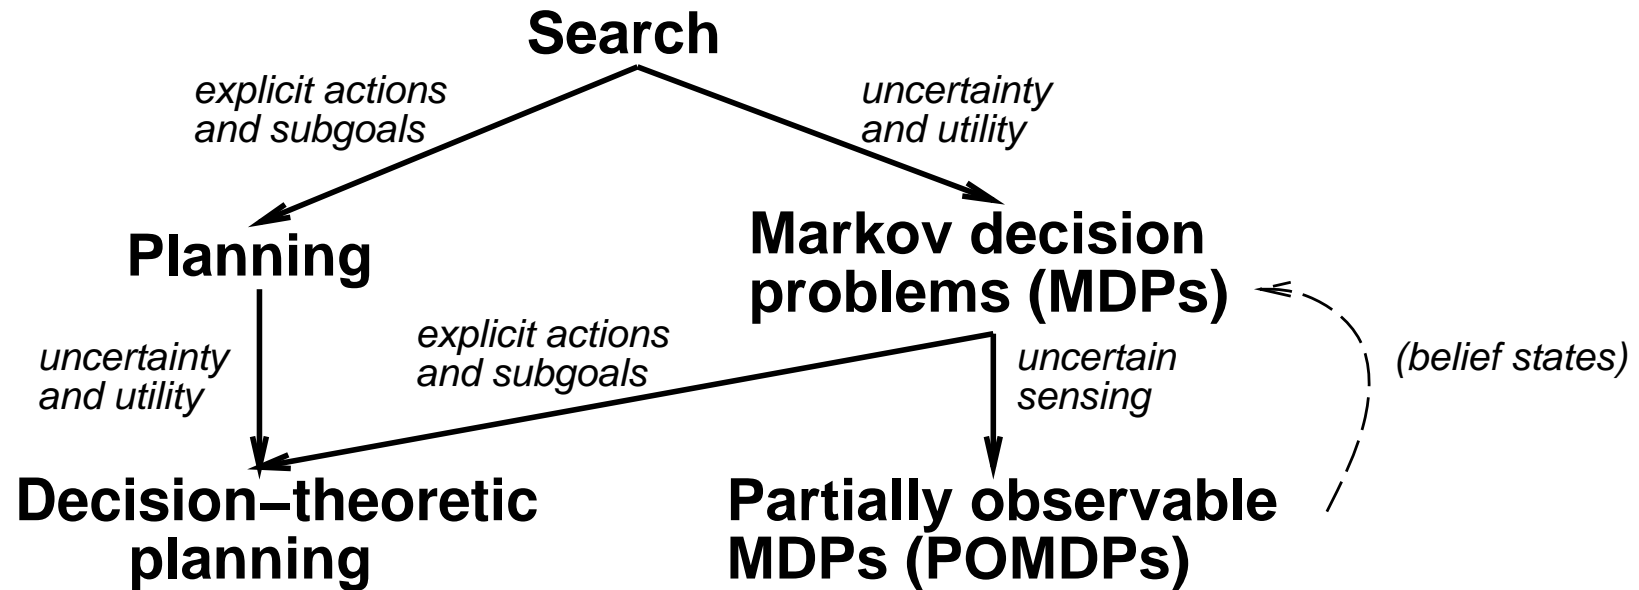 Search
explicit actions
and subgoals
uncertainty
and utility
Planning
Markov decision
problems (MDPs)
uncertainty
and utility
explicit actions
and subgoals
uncertain
sensing
(belief states)
Decision–theoretic
planning
Partially observable
MDPs (POMDPs)